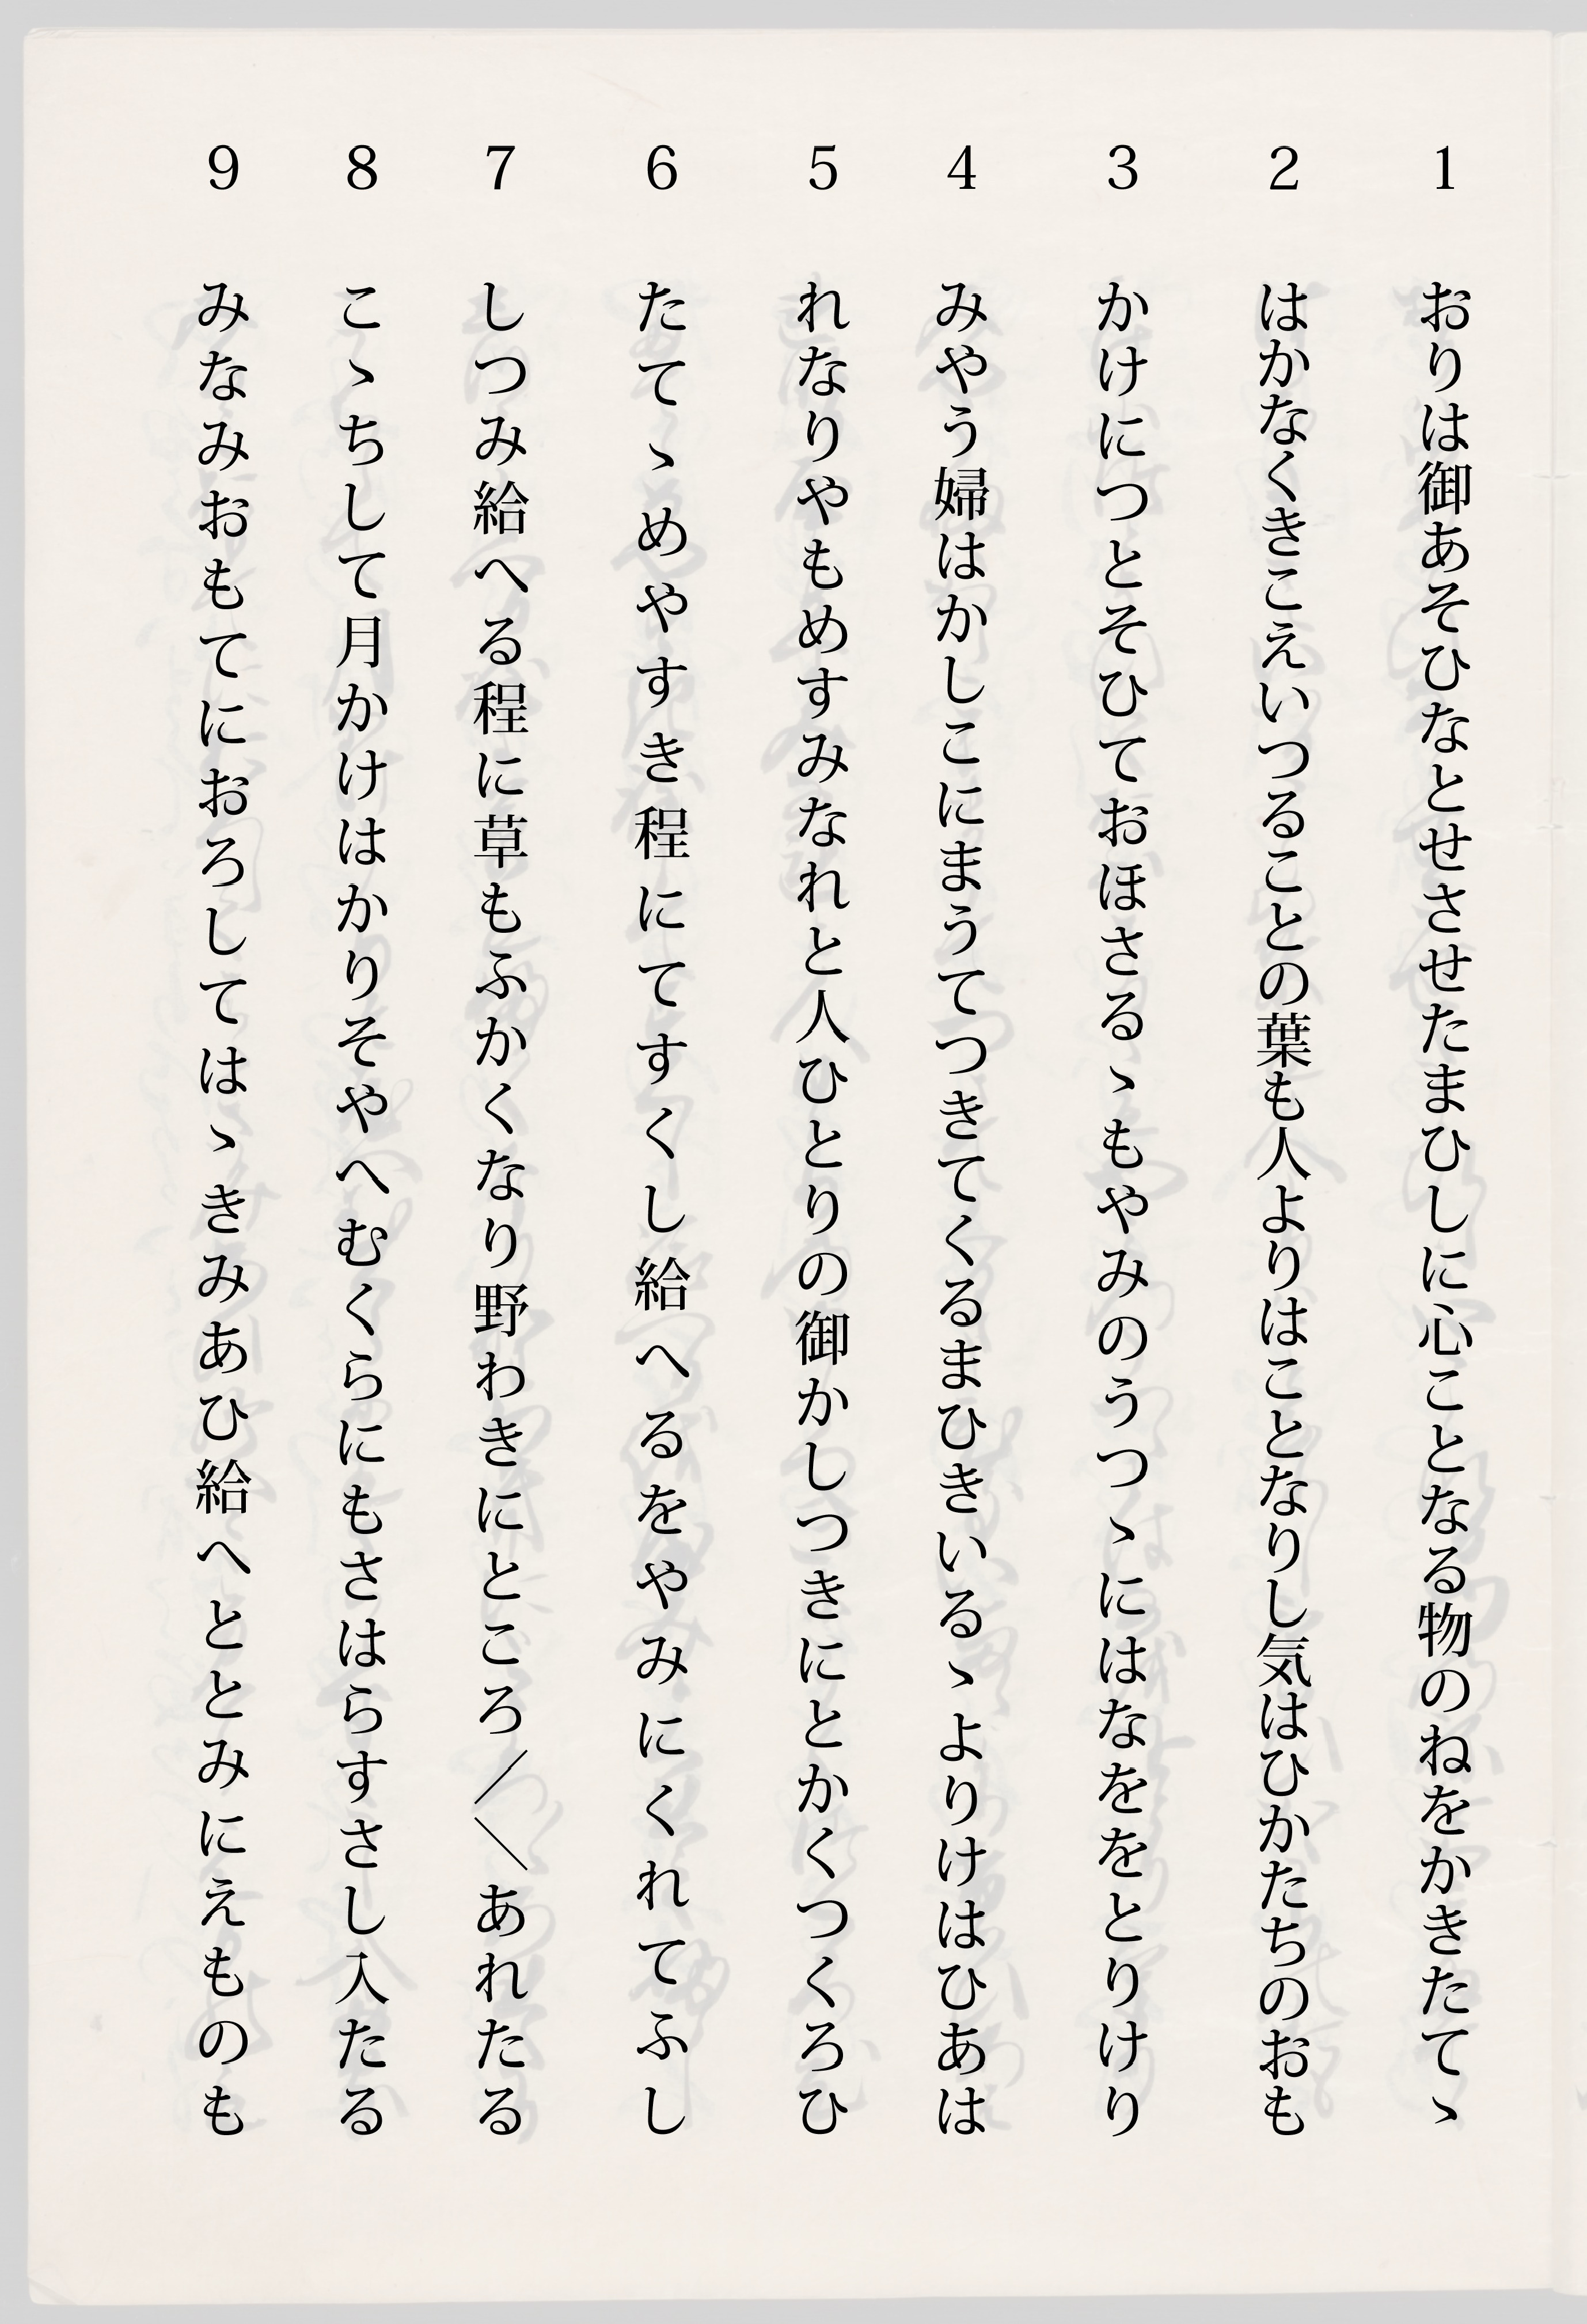 1 おりは御あそひなとせさせたまひしに心ことなる物のねをかきたてゝ
2 はかなくきこえいつることの葉も人よりはことなりし気はひかたちのおも
3 かけにつとそひておほさるゝもやみのうつゝにはなををとりけり
4 みやう婦はかしこにまうてつきてくるまひきいるゝよりけはひあは
5 れなりやもめすみなれと人ひとりの御かしつきにとかくつくろひ
6 たてゝめやすき程にてすくし給へるをやみにくれてふし
7 しつみ給へる程に草もふかくなり野わきにところ／＼あれたる
8 こゝちして月かけはかりそやへむくらにもさはらすさし入たる
9 みなみおもてにおろしてはゝきみあひ給へととみにえものも